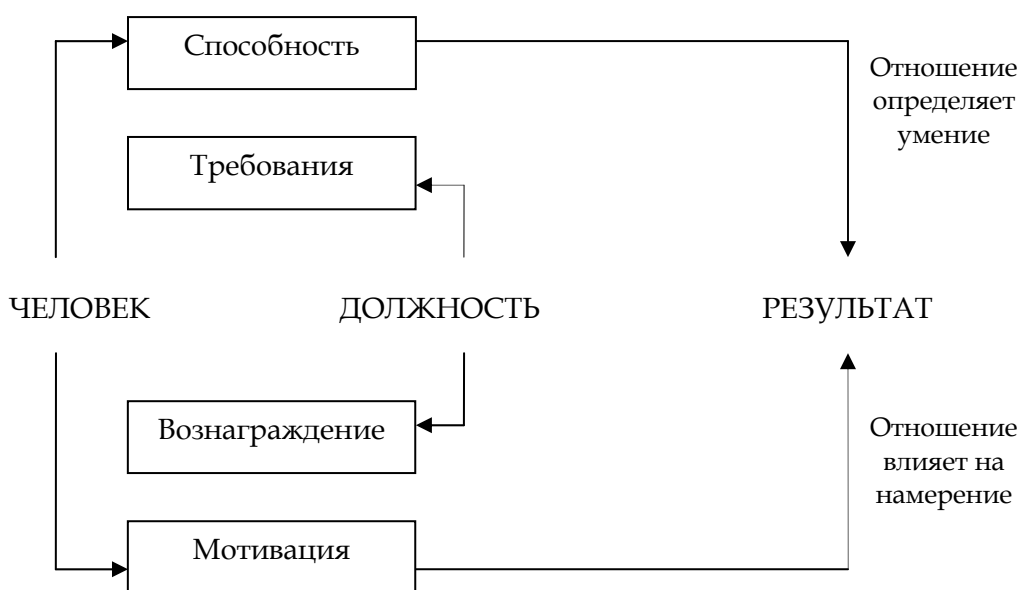 Способность
Отношение
определяет
умение
Требования
ЧЕЛОВЕК
ДОЛЖНОСТЬ
РЕЗУЛЬТАТ
Вознаграждение
Отношение
влияет на
намерение
Мотивация